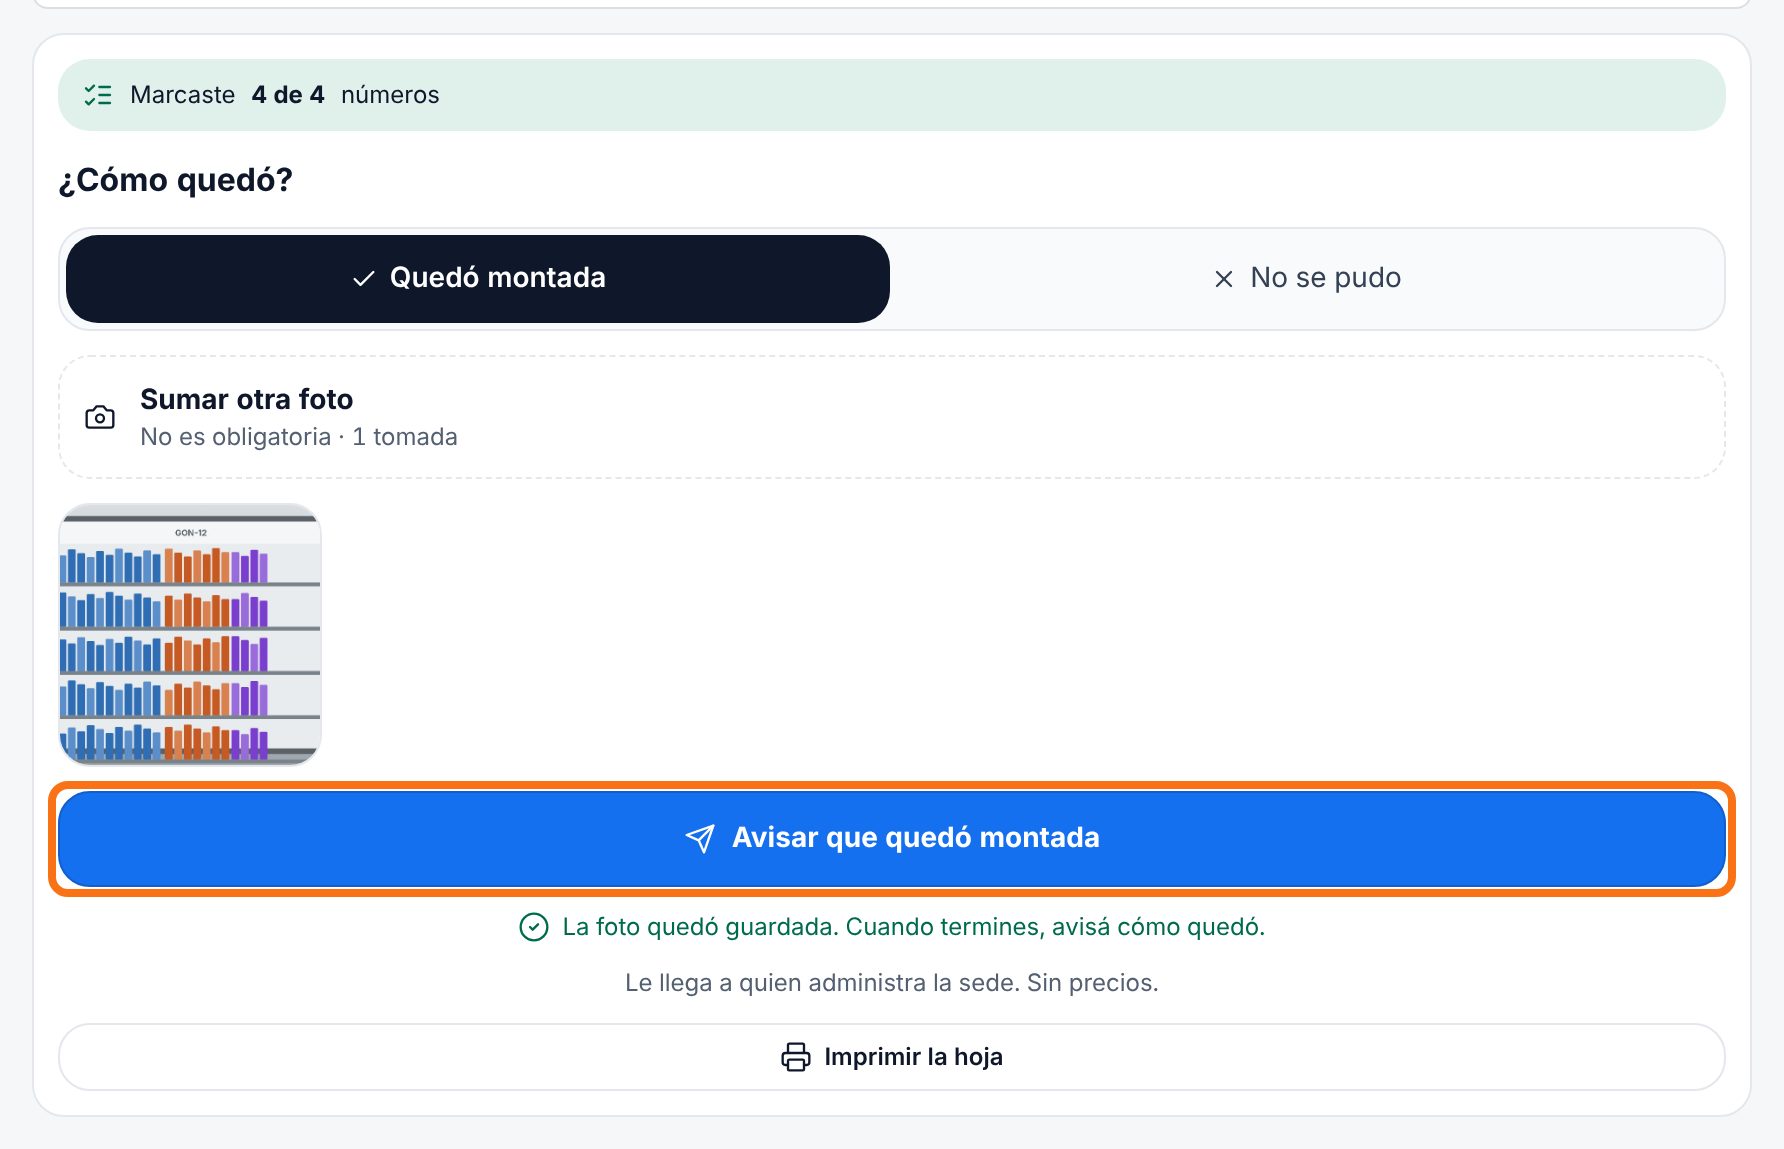 Marcaste 4 de 4 números
¿Cómo quedó?
Quedó montada
No se pudo
Sumar otra foto
No es obligatoria · 1 tomada
GON-12
Avisar que quedó montada
La foto quedó guardada. Cuando termines, avisá cómo quedó.
Le llega a quien administra la sede. Sin precios.
Imprimir la hoja